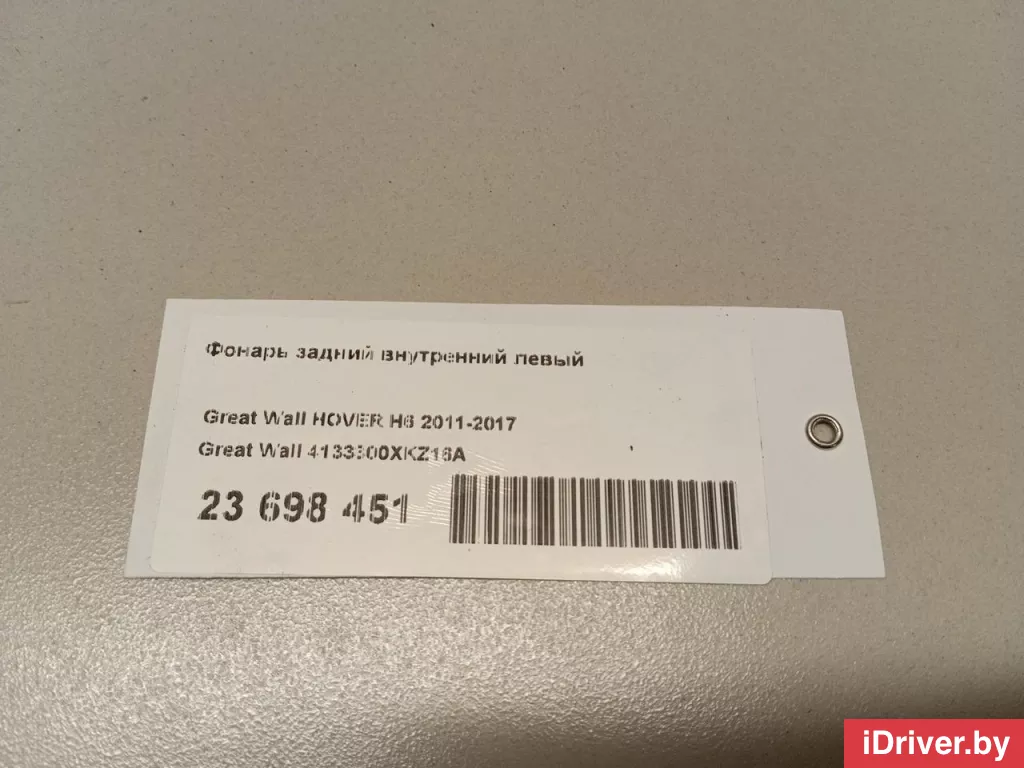 Фонарь задний внутренний левый
Great Wall HOVER H6 2011-2017
Great Wall 4133300XKZ16A
23 698 451
iDriver.by